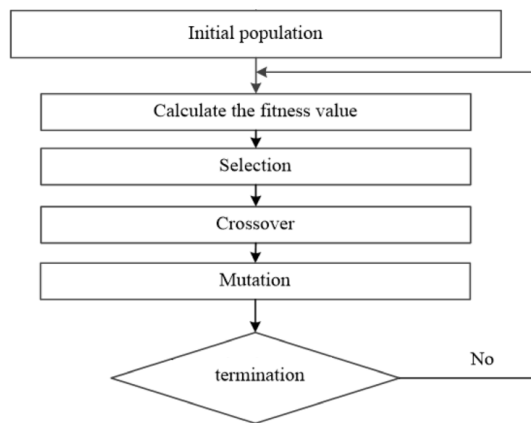 Initial population
Calculate the fitness value
Selection
Crossover
Mutation
termination
No